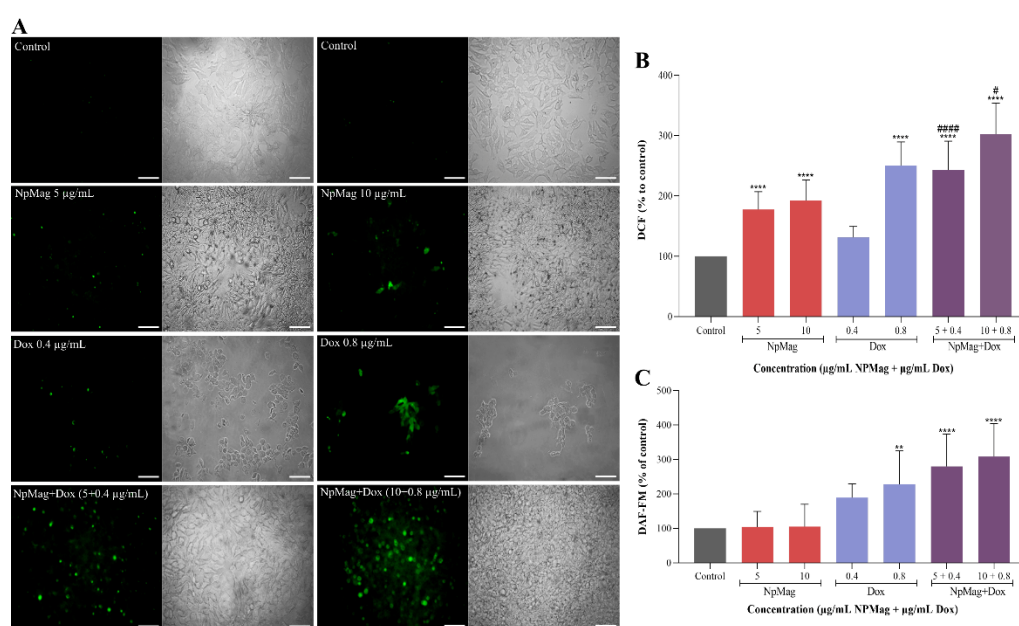 A
Control
Control
NpMag 5 µg/mL
NpMag 10 µg/mL
Dox 0.4 µg/mL
Dox 0.8 µg/mL
NpMag+Dox (5+0.4 µg/mL)
NpMag+Dox (10+0.8 µg/mL)
B
DCF (% to control)
400
300
200
100
0
****
****
****
####
****
#
****
Control
5
10
0.4
0.8
5 + 0.4
10 + 0.8
NpMag
Dox
NpMag+Dox
Concentration (µg/mL NPMag + µg/mL Dox)
C
DAF-FM (% of control)
500
400
300
200
100
0
**
****
****
Control
5
10
0.4
0.8
5 + 0.4
10 + 0.8
NpMag
Dox
NpMag+Dox
Concentration (µg/mL NPMag + µg/mL Dox)